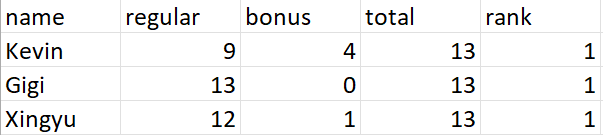 name regular bonus total rank
Kevin 9 4 13 1
Gigi 13 0 13 1
Xingyu 12 1 13 1